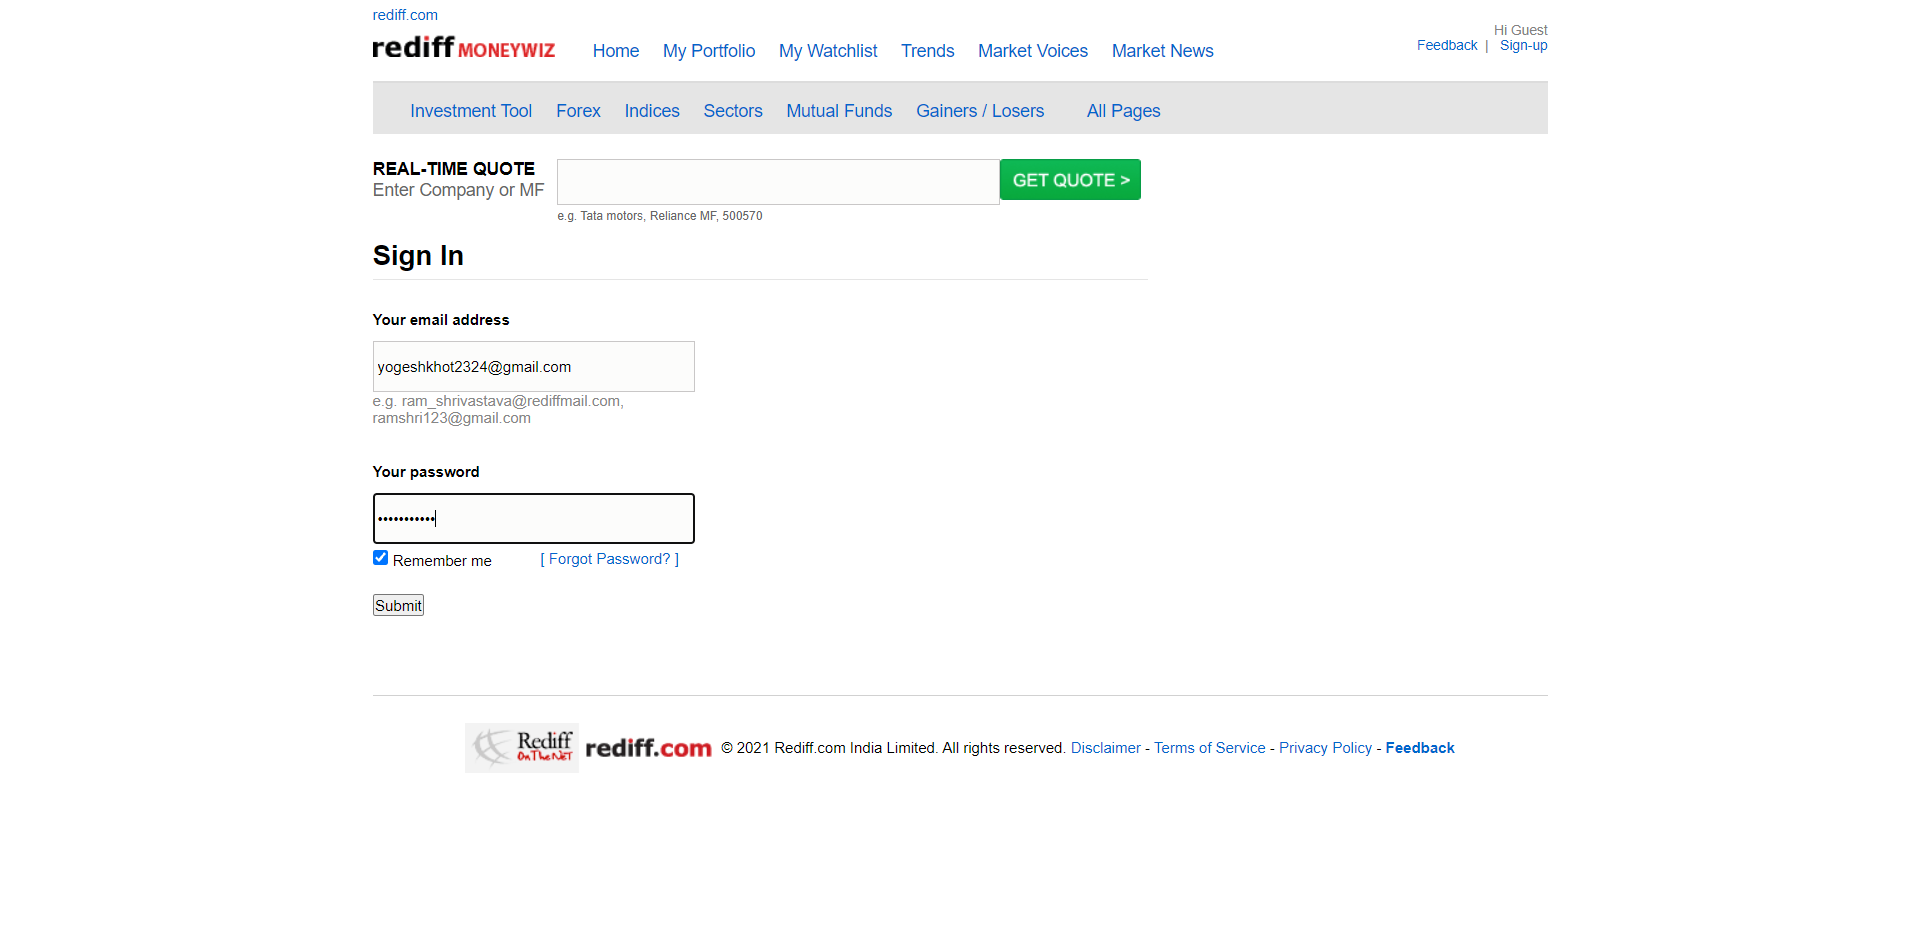 rediff.com
rediff MONEYWIZ
Home My Portfolio My Watchlist Trends Market Voices Market News
Hi Guest
Feedback | Sign-up
Investment Tool Forex Indices Sectors Mutual Funds Gainers / Losers All Pages
REAL-TIME QUOTE
Enter Company or MF
GET QUOTE >
e.g. Tata motors, Reliance MF, 500570
Sign In
Your email address
yogeshkhot2324@gmail.com
e.g. ram_shrivastava@rediffmail.com,
ramshri123@gmail.com
Your password
•••••••••••
Remember me [ Forgot Password? ]
Submit
Rediff
On The NET
rediff.com © 2021 Rediff.com India Limited. All rights reserved. Disclaimer - Terms of Service - Privacy Policy - Feedback